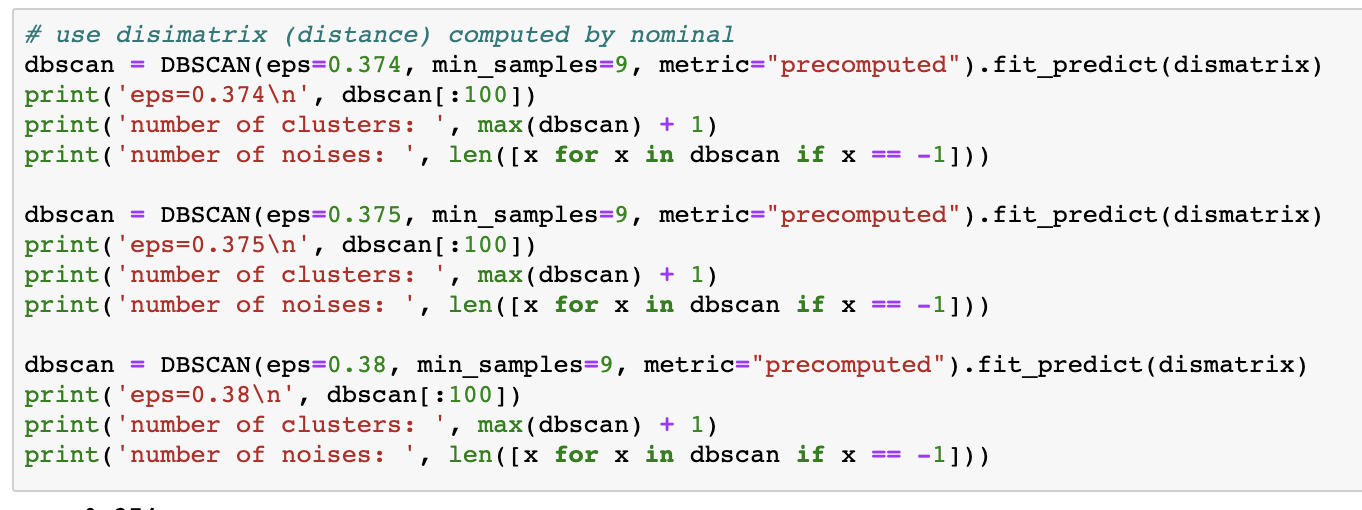 # use disimatrix (distance) computed by nominal
dbscan = DBSCAN(eps=0.374, min_samples=9, metric="precomputed").fit_predict(dismatrix)
print('eps=0.374\n', dbscan[:100])
print('number of clusters: ', max(dbscan) + 1)
print('number of noises: ', len([x for x in dbscan if x == -1]))

dbscan = DBSCAN(eps=0.375, min_samples=9, metric="precomputed").fit_predict(dismatrix)
print('eps=0.375\n', dbscan[:100])
print('number of clusters: ', max(dbscan) + 1)
print('number of noises: ', len([x for x in dbscan if x == -1]))

dbscan = DBSCAN(eps=0.38, min_samples=9, metric="precomputed").fit_predict(dismatrix)
print('eps=0.38\n', dbscan[:100])
print('number of clusters: ', max(dbscan) + 1)
print('number of noises: ', len([x for x in dbscan if x == -1]))